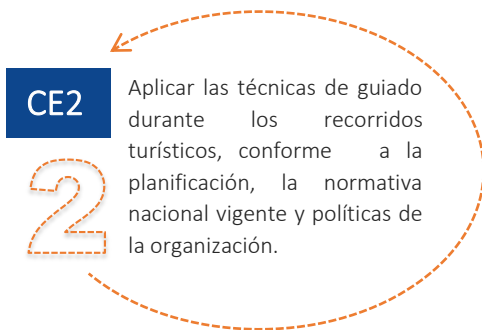 CE2
2
Aplicar las técnicas de guiado
durante los recorridos
turísticos, conforme a la
planificación, la normativa
nacional vigente y políticas de
la organización.